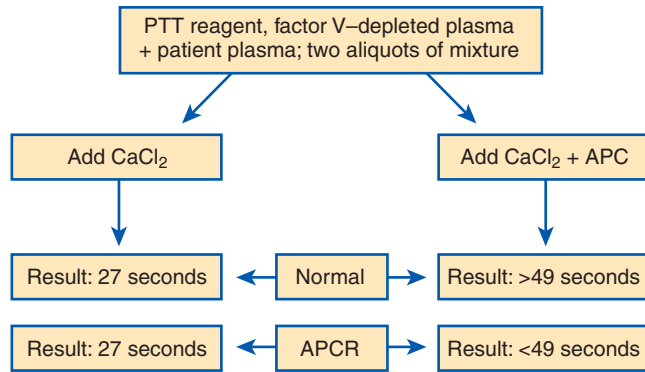 PTT reagent, factor V–depleted plasma
+ patient plasma; two aliquots of mixture
Add CaCl₂
Add CaCl₂ + APC
Result: 27 seconds
Normal
Result: >49 seconds
Result: 27 seconds
APCR
Result: <49 seconds